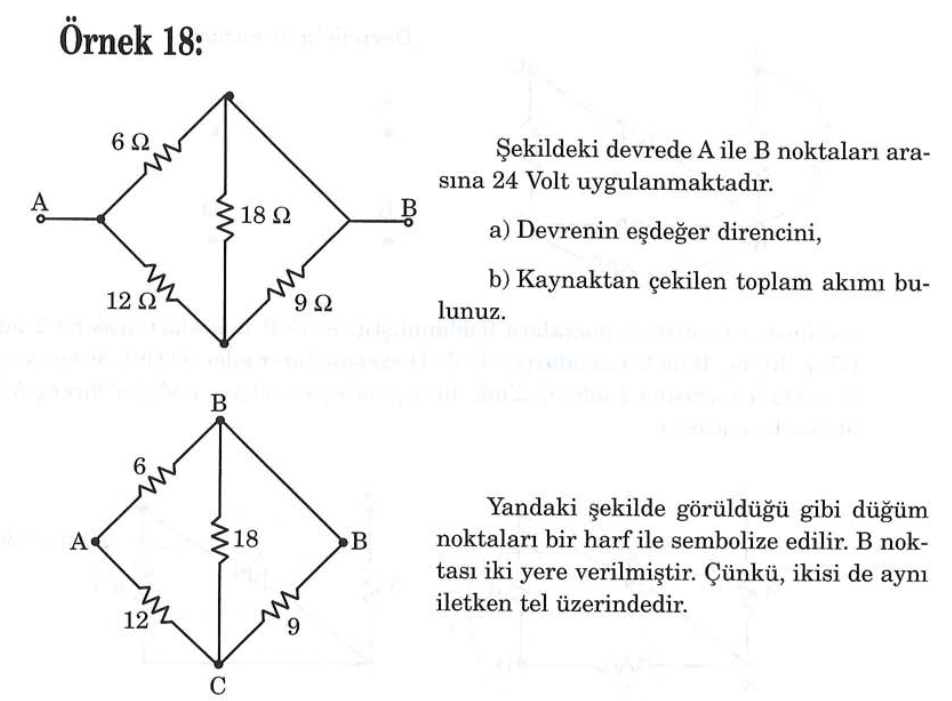 Örnek 18:
6 Ω
A
18 Ω
B
12 Ω
9 Ω
Şekildeki devrede A ile B noktaları ara-
sına 24 Volt uygulanmaktadır.
a) Devrenin eşdeğer direncini,
b) Kaynaktan çekilen toplam akımı bu-
lunuz.
B
6
A
18
B
12
9
C
Yandaki şekilde görüldüğü gibi düğüm
noktaları bir harf ile sembolize edilir. B nok-
tası iki yere verilmiştir. Çünkü, ikisi de aynı
iletken tel üzerindedir.